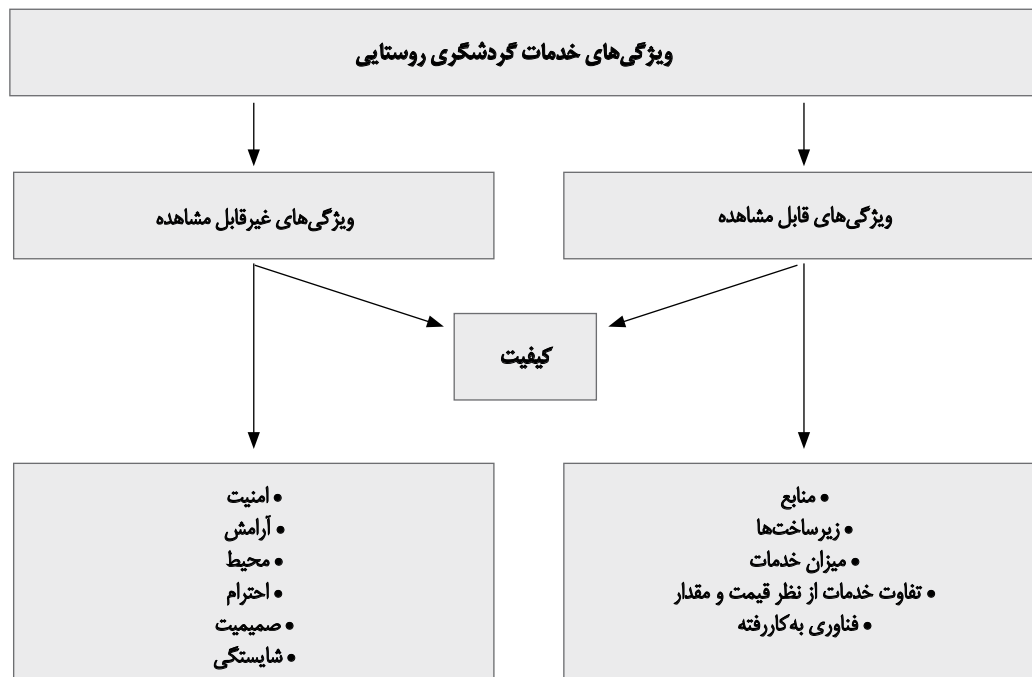 ویژگی‌های خدمات گردشگری روستایی
ویژگی‌های قابل مشاهده
ویژگی‌های غیرقابل مشاهده
کیفیت
• منابع
• زیرساخت‌ها
• میزان خدمات
• تفاوت خدمات از نظر قیمت و مقدار
• فناوری به‌کاررفته
• امنیت
• آرامش
• محیط
• احترام
• صمیمیت
• شایستگی